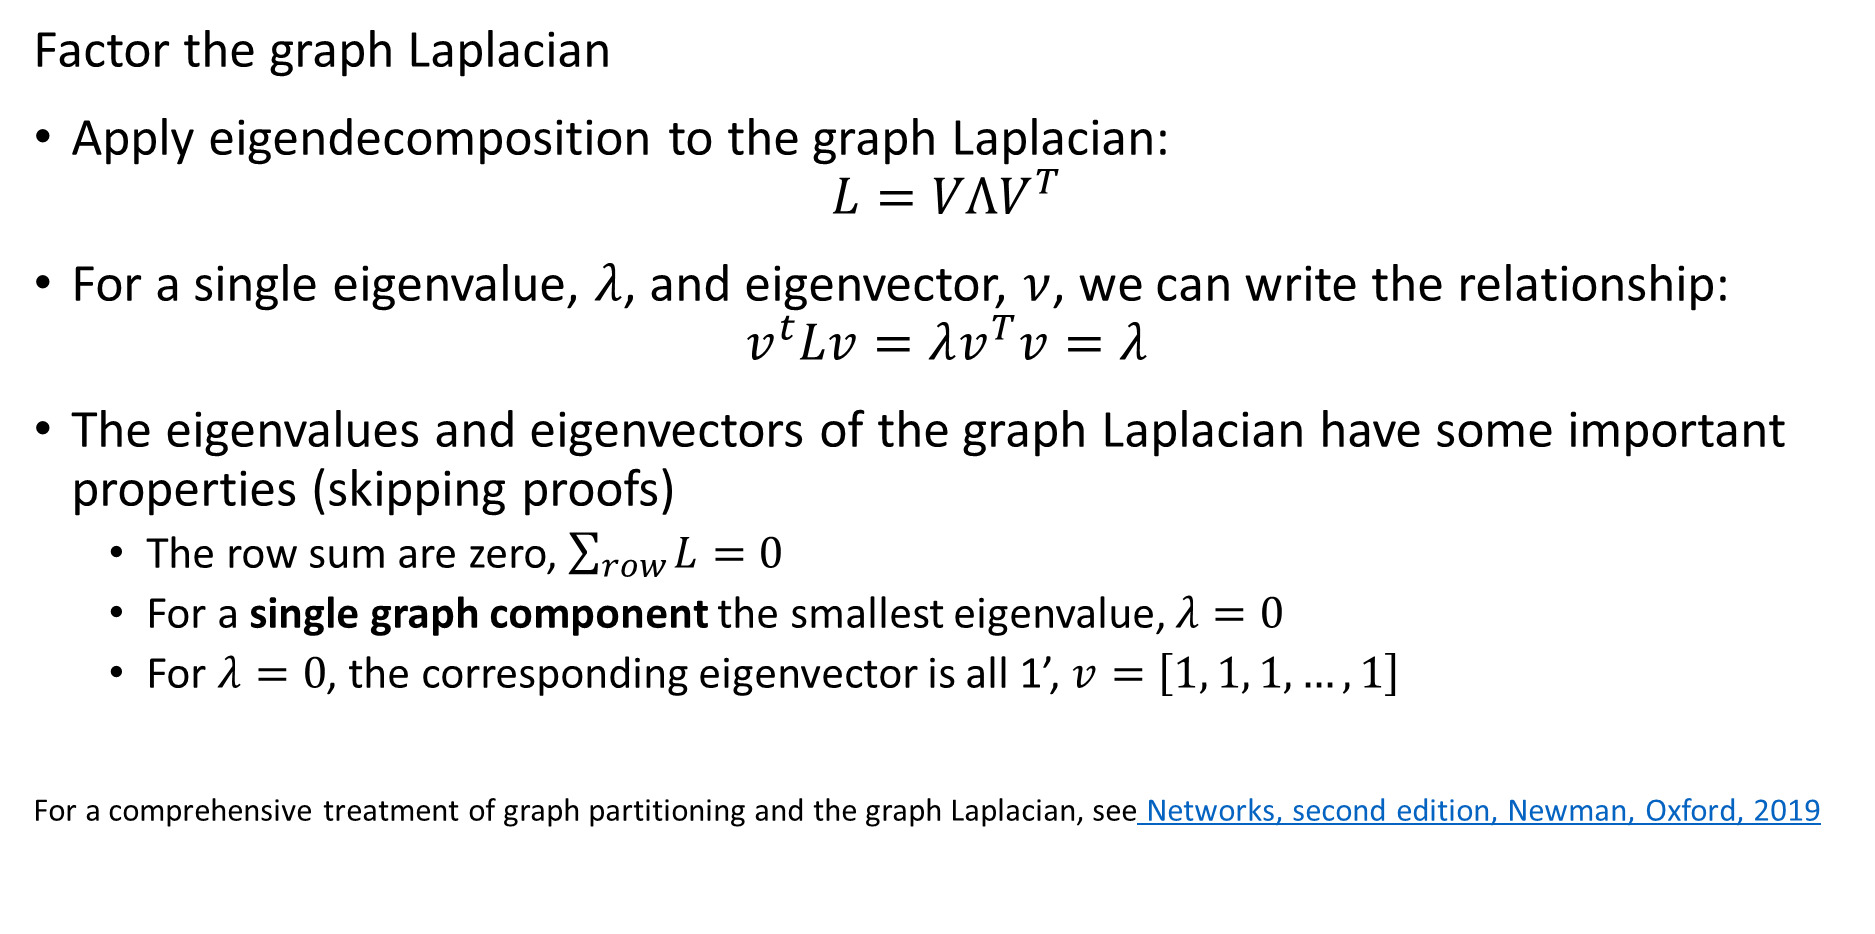 Factor the graph Laplacian
• Apply eigendecomposition to the graph Laplacian:
𝐿 = 𝑉Λ𝑉ᵀ
• For a single eigenvalue, 𝜆, and eigenvector, 𝜈, we can write the relationship:
𝑣ᵗ𝐿𝑣 = 𝜆𝑣ᵀ𝑣 = 𝜆
• The eigenvalues and eigenvectors of the graph Laplacian have some important
properties (skipping proofs)
• The row sum are zero, ∑_row 𝐿 = 0
• For a single graph component the smallest eigenvalue, 𝜆 = 0
• For 𝜆 = 0, the corresponding eigenvector is all 1’, 𝑣 = [1, 1, 1, … , 1]
For a comprehensive treatment of graph partitioning and the graph Laplacian, see Networks, second edition, Newman, Oxford, 2019